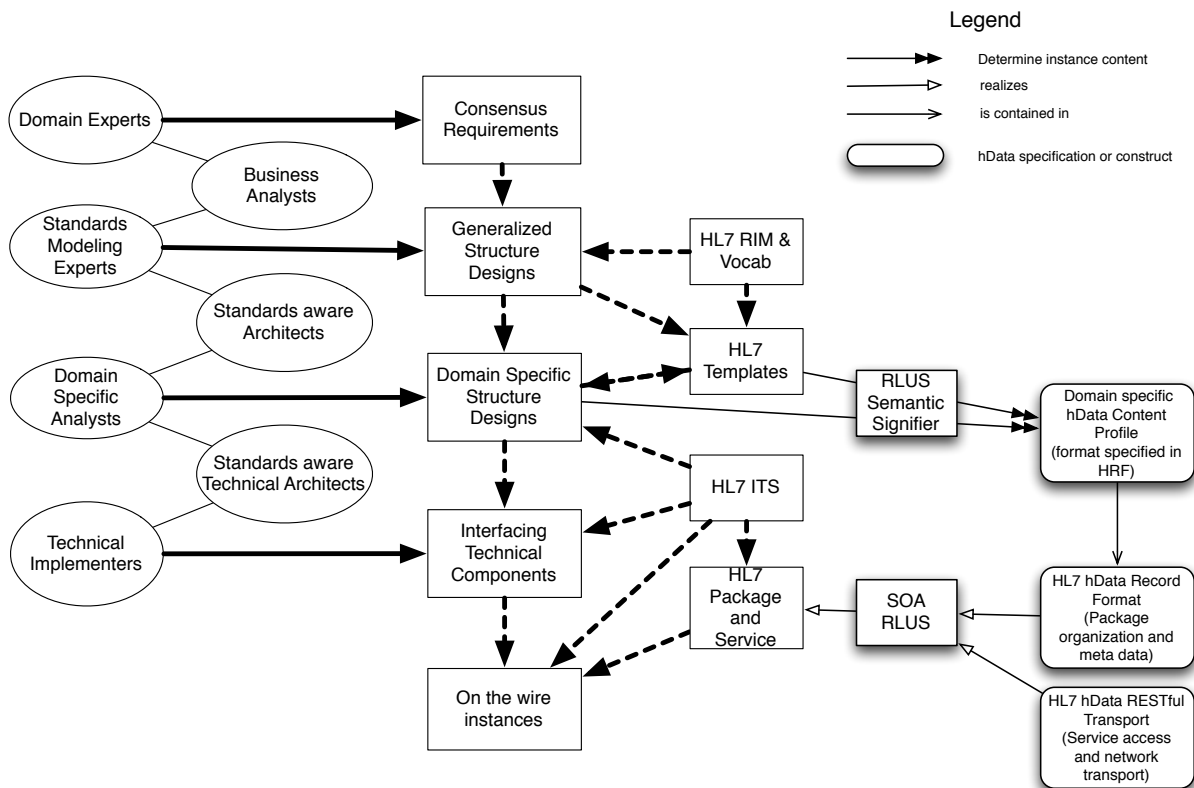 Legend
Determine instance content
realizes
is contained in
hData specification or construct
Domain Experts
Business
Analysts
Standards
Modeling
Experts
Standards aware
Architects
Domain
Specific
Analysts
Standards aware
Technical Architects
Technical
Implementers
Consensus
Requirements
Generalized
Structure
Designs
Domain Specific
Structure
Designs
Interfacing
Technical
Components
On the wire
instances
HL7 RIM &
Vocab
HL7
Templates
HL7 ITS
HL7
Package
and
Service
RLUS
Semantic
Signifier
SOA
RLUS
Domain specific
hData Content
Profile
(format specified in
HRF)
HL7 hData Record
Format
(Package
organization and
meta data)
HL7 hData RESTful
Transport
(Service access
and network
transport)